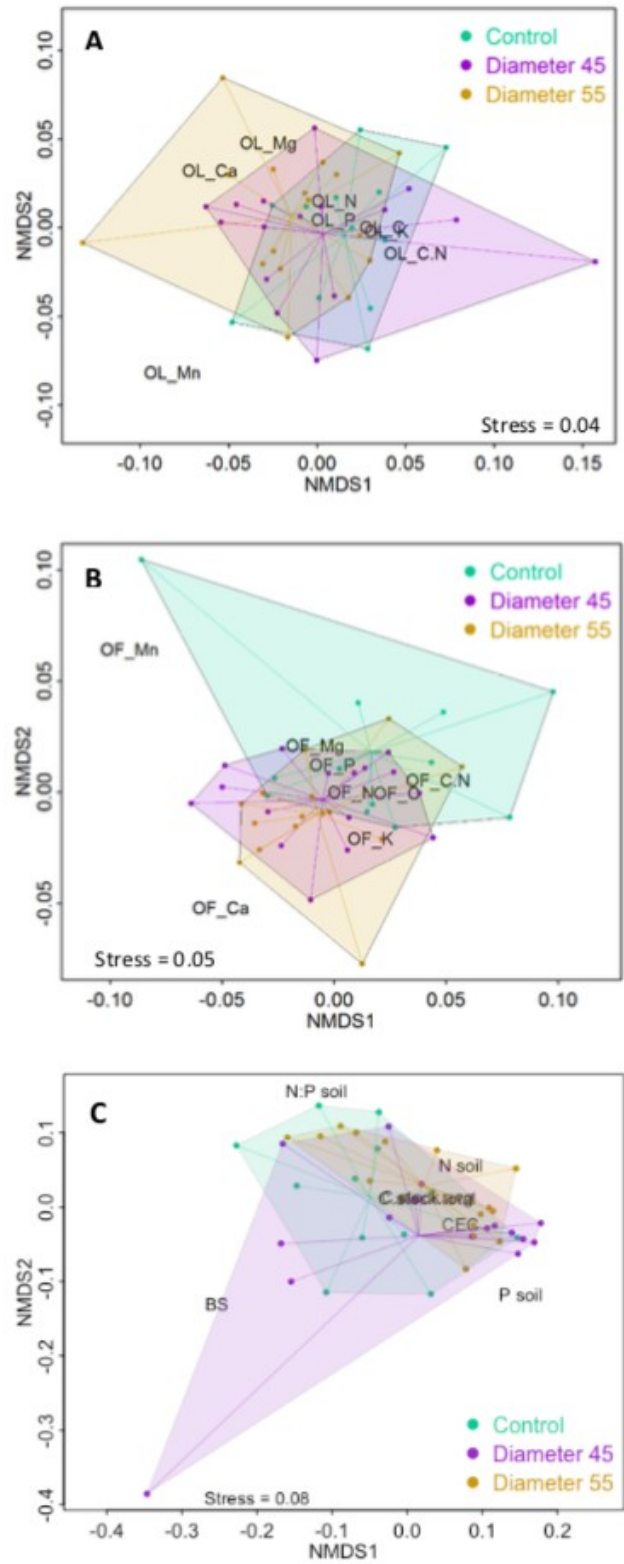 A
Control
Diameter 45
Diameter 55
0.10
0.05
0.00
-0.05
-0.10
NMDS2
OL_Mg
OL_Ca
OL_N
OL_P
OL_C
OL_K
OL_C.N
OL_Mn
Stress = 0.04
-0.10 -0.05 0.00 0.05 0.10 0.15
NMDS1
B
Control
Diameter 45
Diameter 55
0.10
0.05
0.00
-0.05
NMDS2
OF_Mn
OF_Mg
OF_P
OF_C.N
OF_N OF_C
OF_K
OF_Ca
Stress = 0.05
-0.10 -0.05 0.00 0.05 0.10
NMDS1
C
N:P soil
0.1
0.0
-0.1
-0.2
-0.3
-0.4
NMDS2
N soil
CEC
P soil
BS
Control
Diameter 45
Diameter 55
Stress = 0.08
-0.4 -0.3 -0.2 -0.1 0.0 0.1 0.2
NMDS1